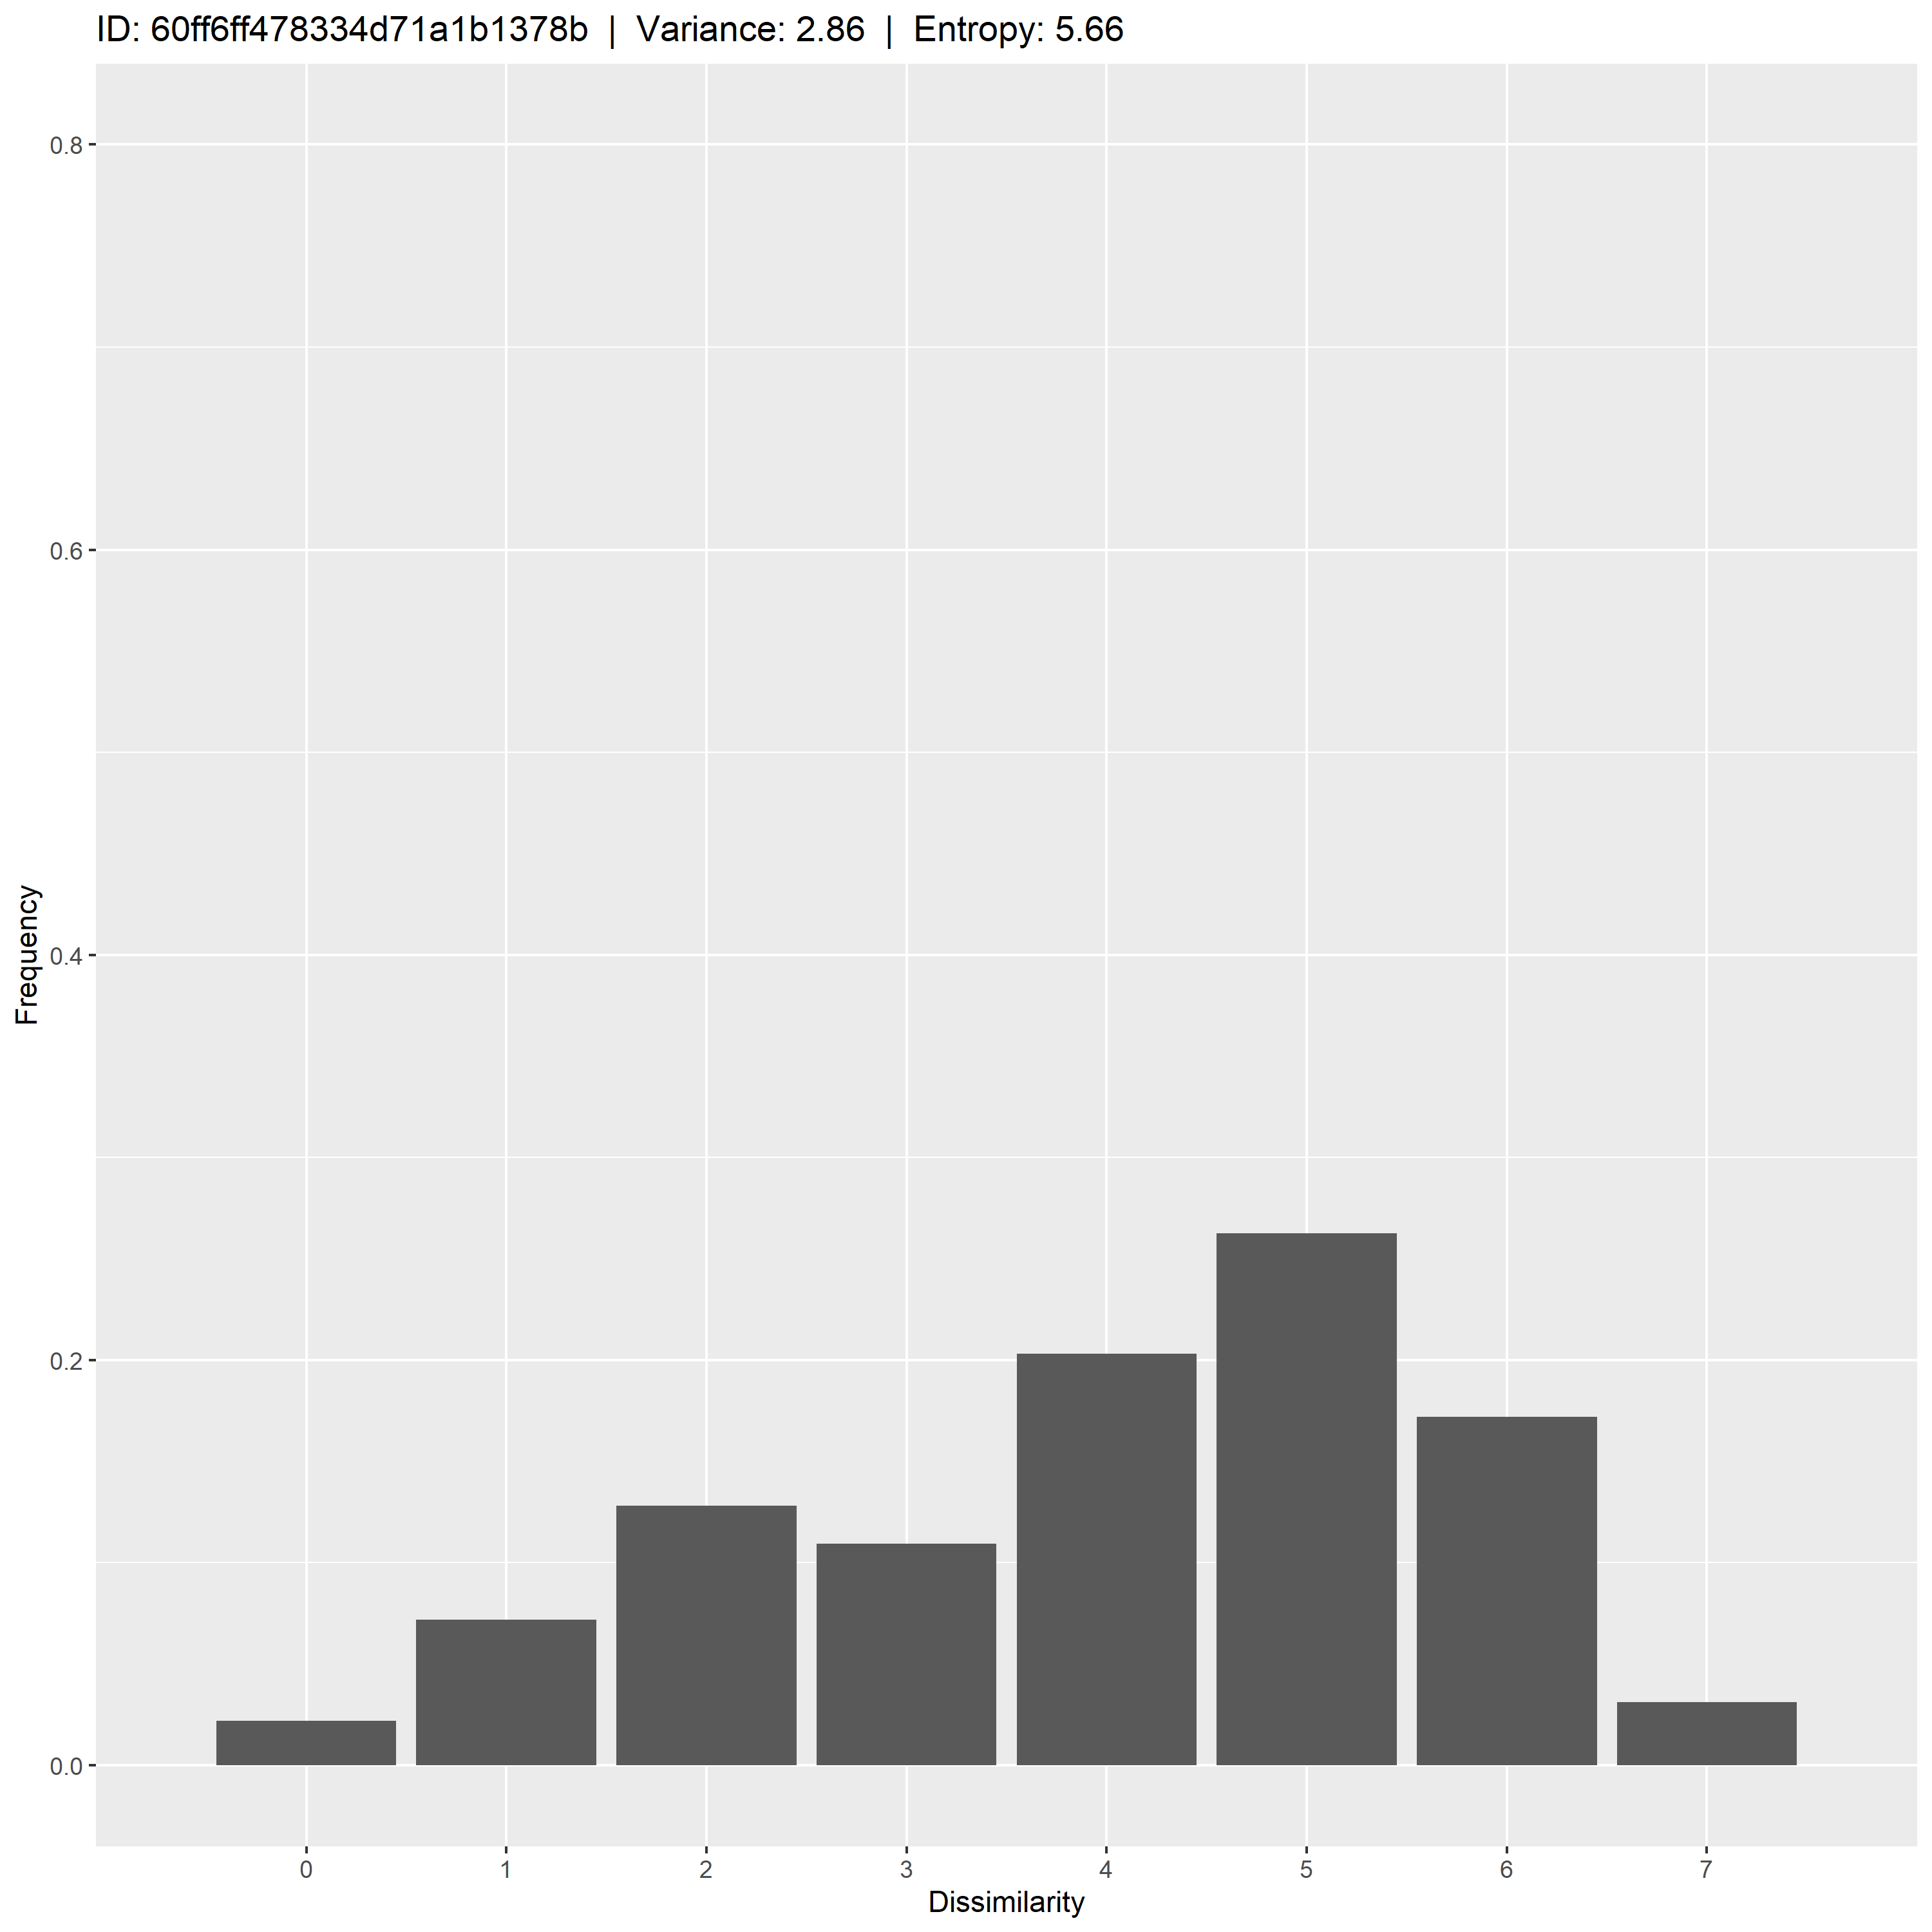 ID: 60ff6ff478334d71a1b1378b | Variance: 2.86 | Entropy: 5.66
Frequency
0.8
0.6
0.4
0.2
0.0
0 1 2 3 4 5 6 7
Dissimilarity